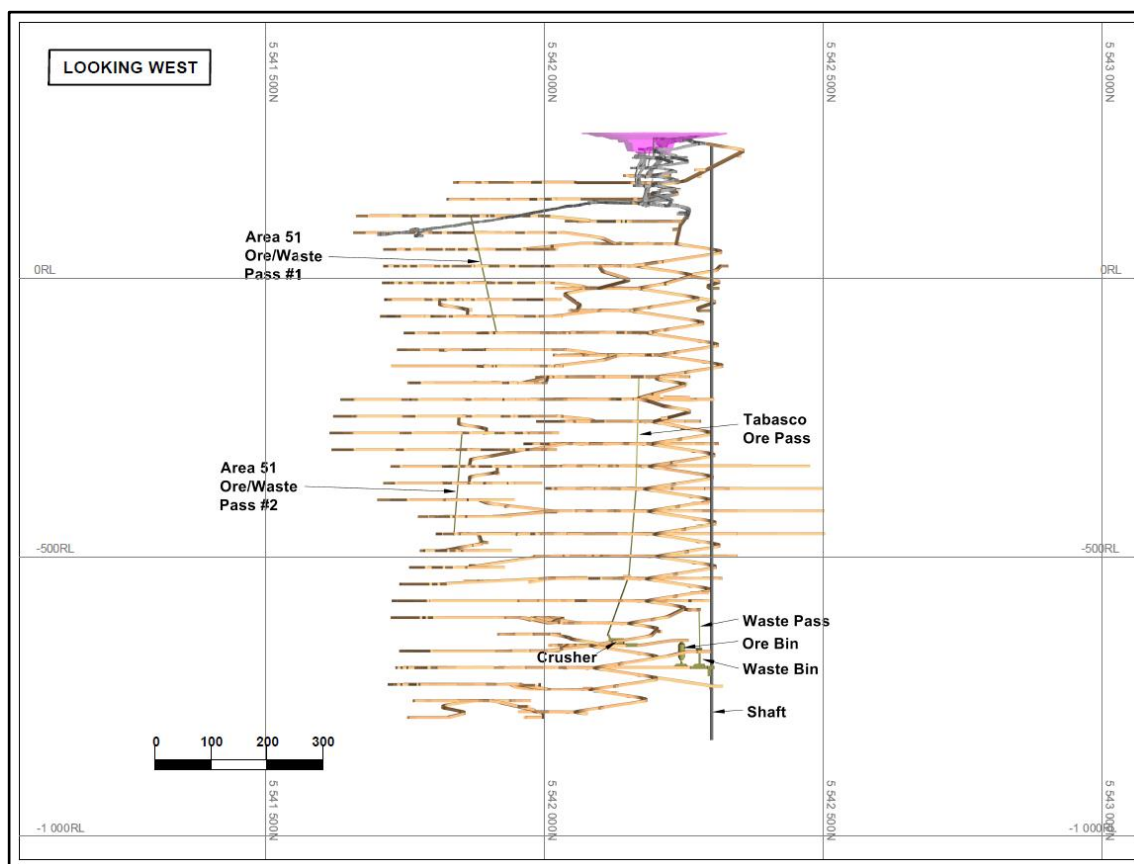 LOOKING WEST
5 541 500N
5 542 000N
5 542 500N
5 543 000N
Area 51
Ore/Waste
Pass #1
0RL
0RL
Tabasco
Ore Pass
Area 51
Ore/Waste
Pass #2
-500RL
-500RL
Waste Pass
Ore Bin
Crusher
Waste Bin
Shaft
0 100 200 300
5 541 500N
5 542 000N
5 542 500N
5 543 000N
-1 000RL
-1 000RL